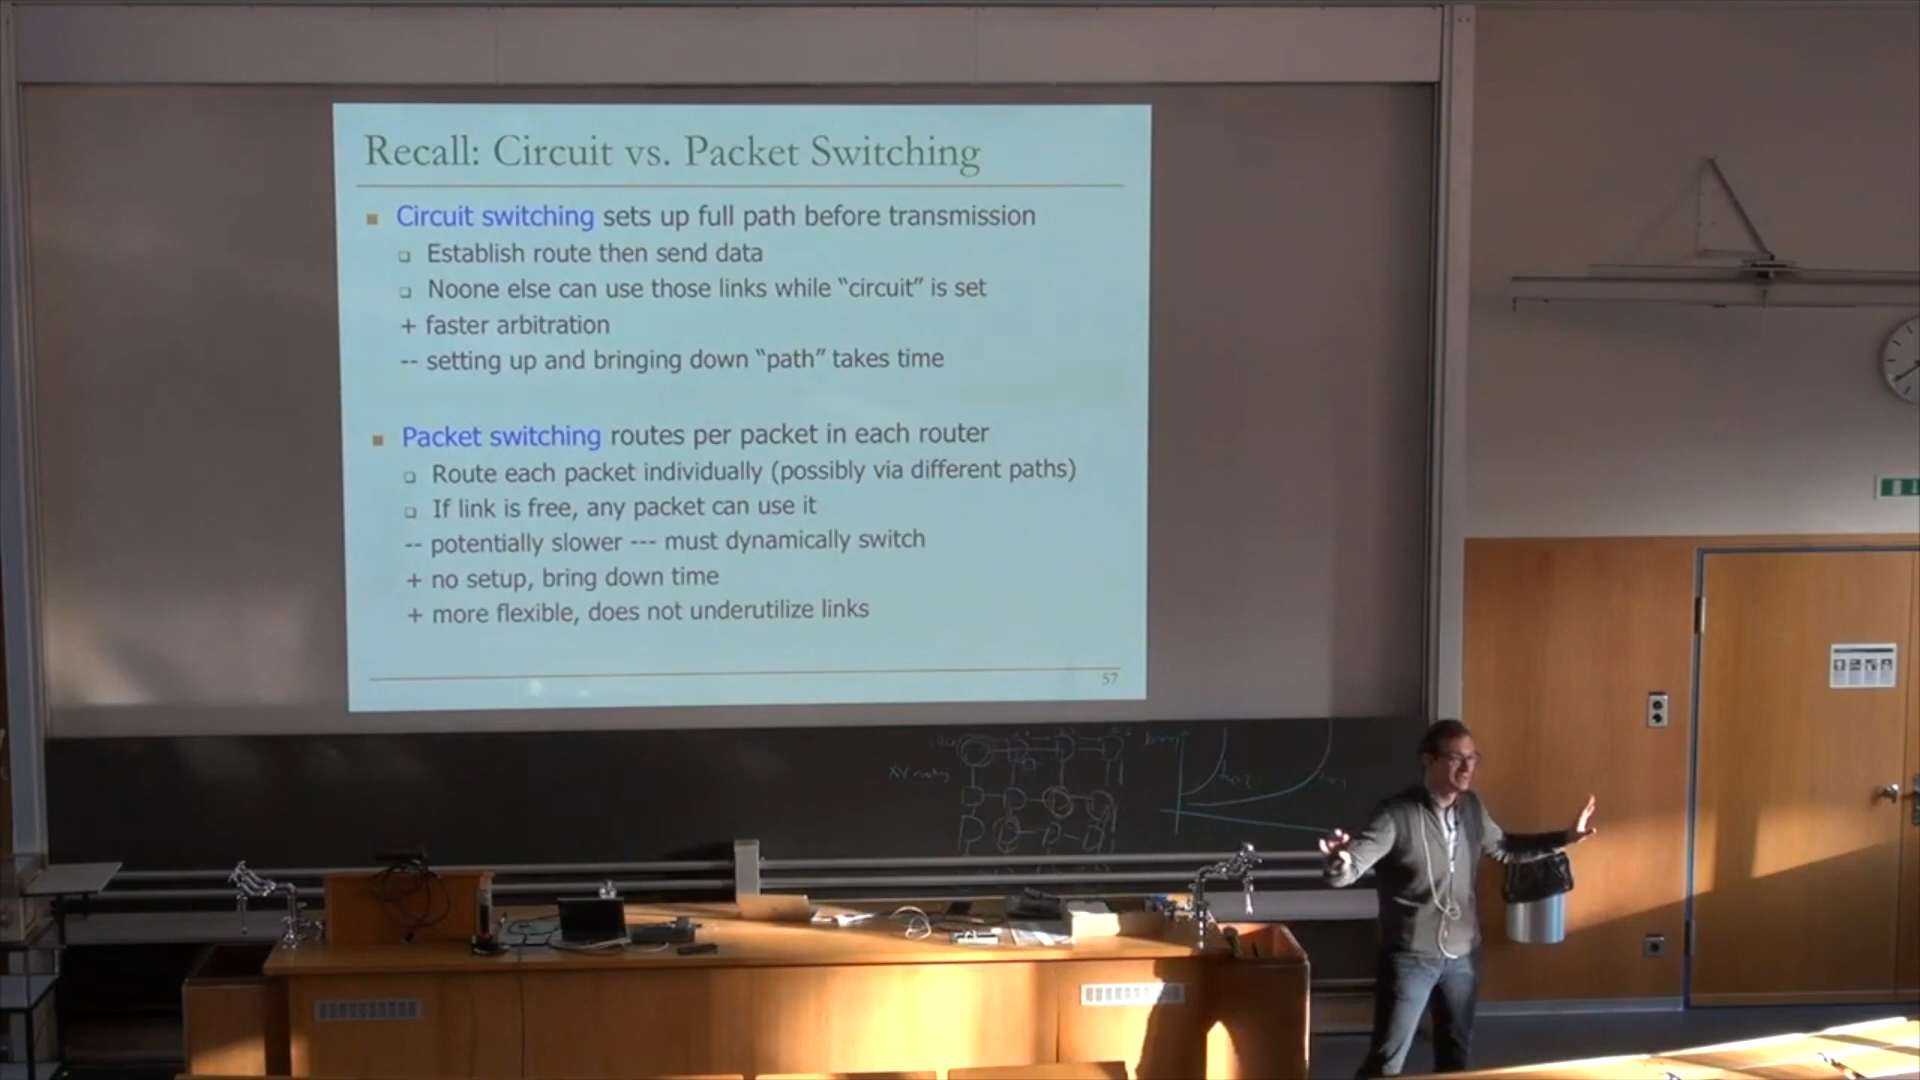 Recall: Circuit vs. Packet Switching
Circuit switching sets up full path before transmission
Establish route then send data
Noone else can use those links while “circuit” is set
+ faster arbitration
-- setting up and bringing down “path” takes time
Packet switching routes per packet in each router
Route each packet individually (possibly via different paths)
If link is free, any packet can use it
-- potentially slower --- must dynamically switch
+ no setup, bring down time
+ more flexible, does not underutilize links
57